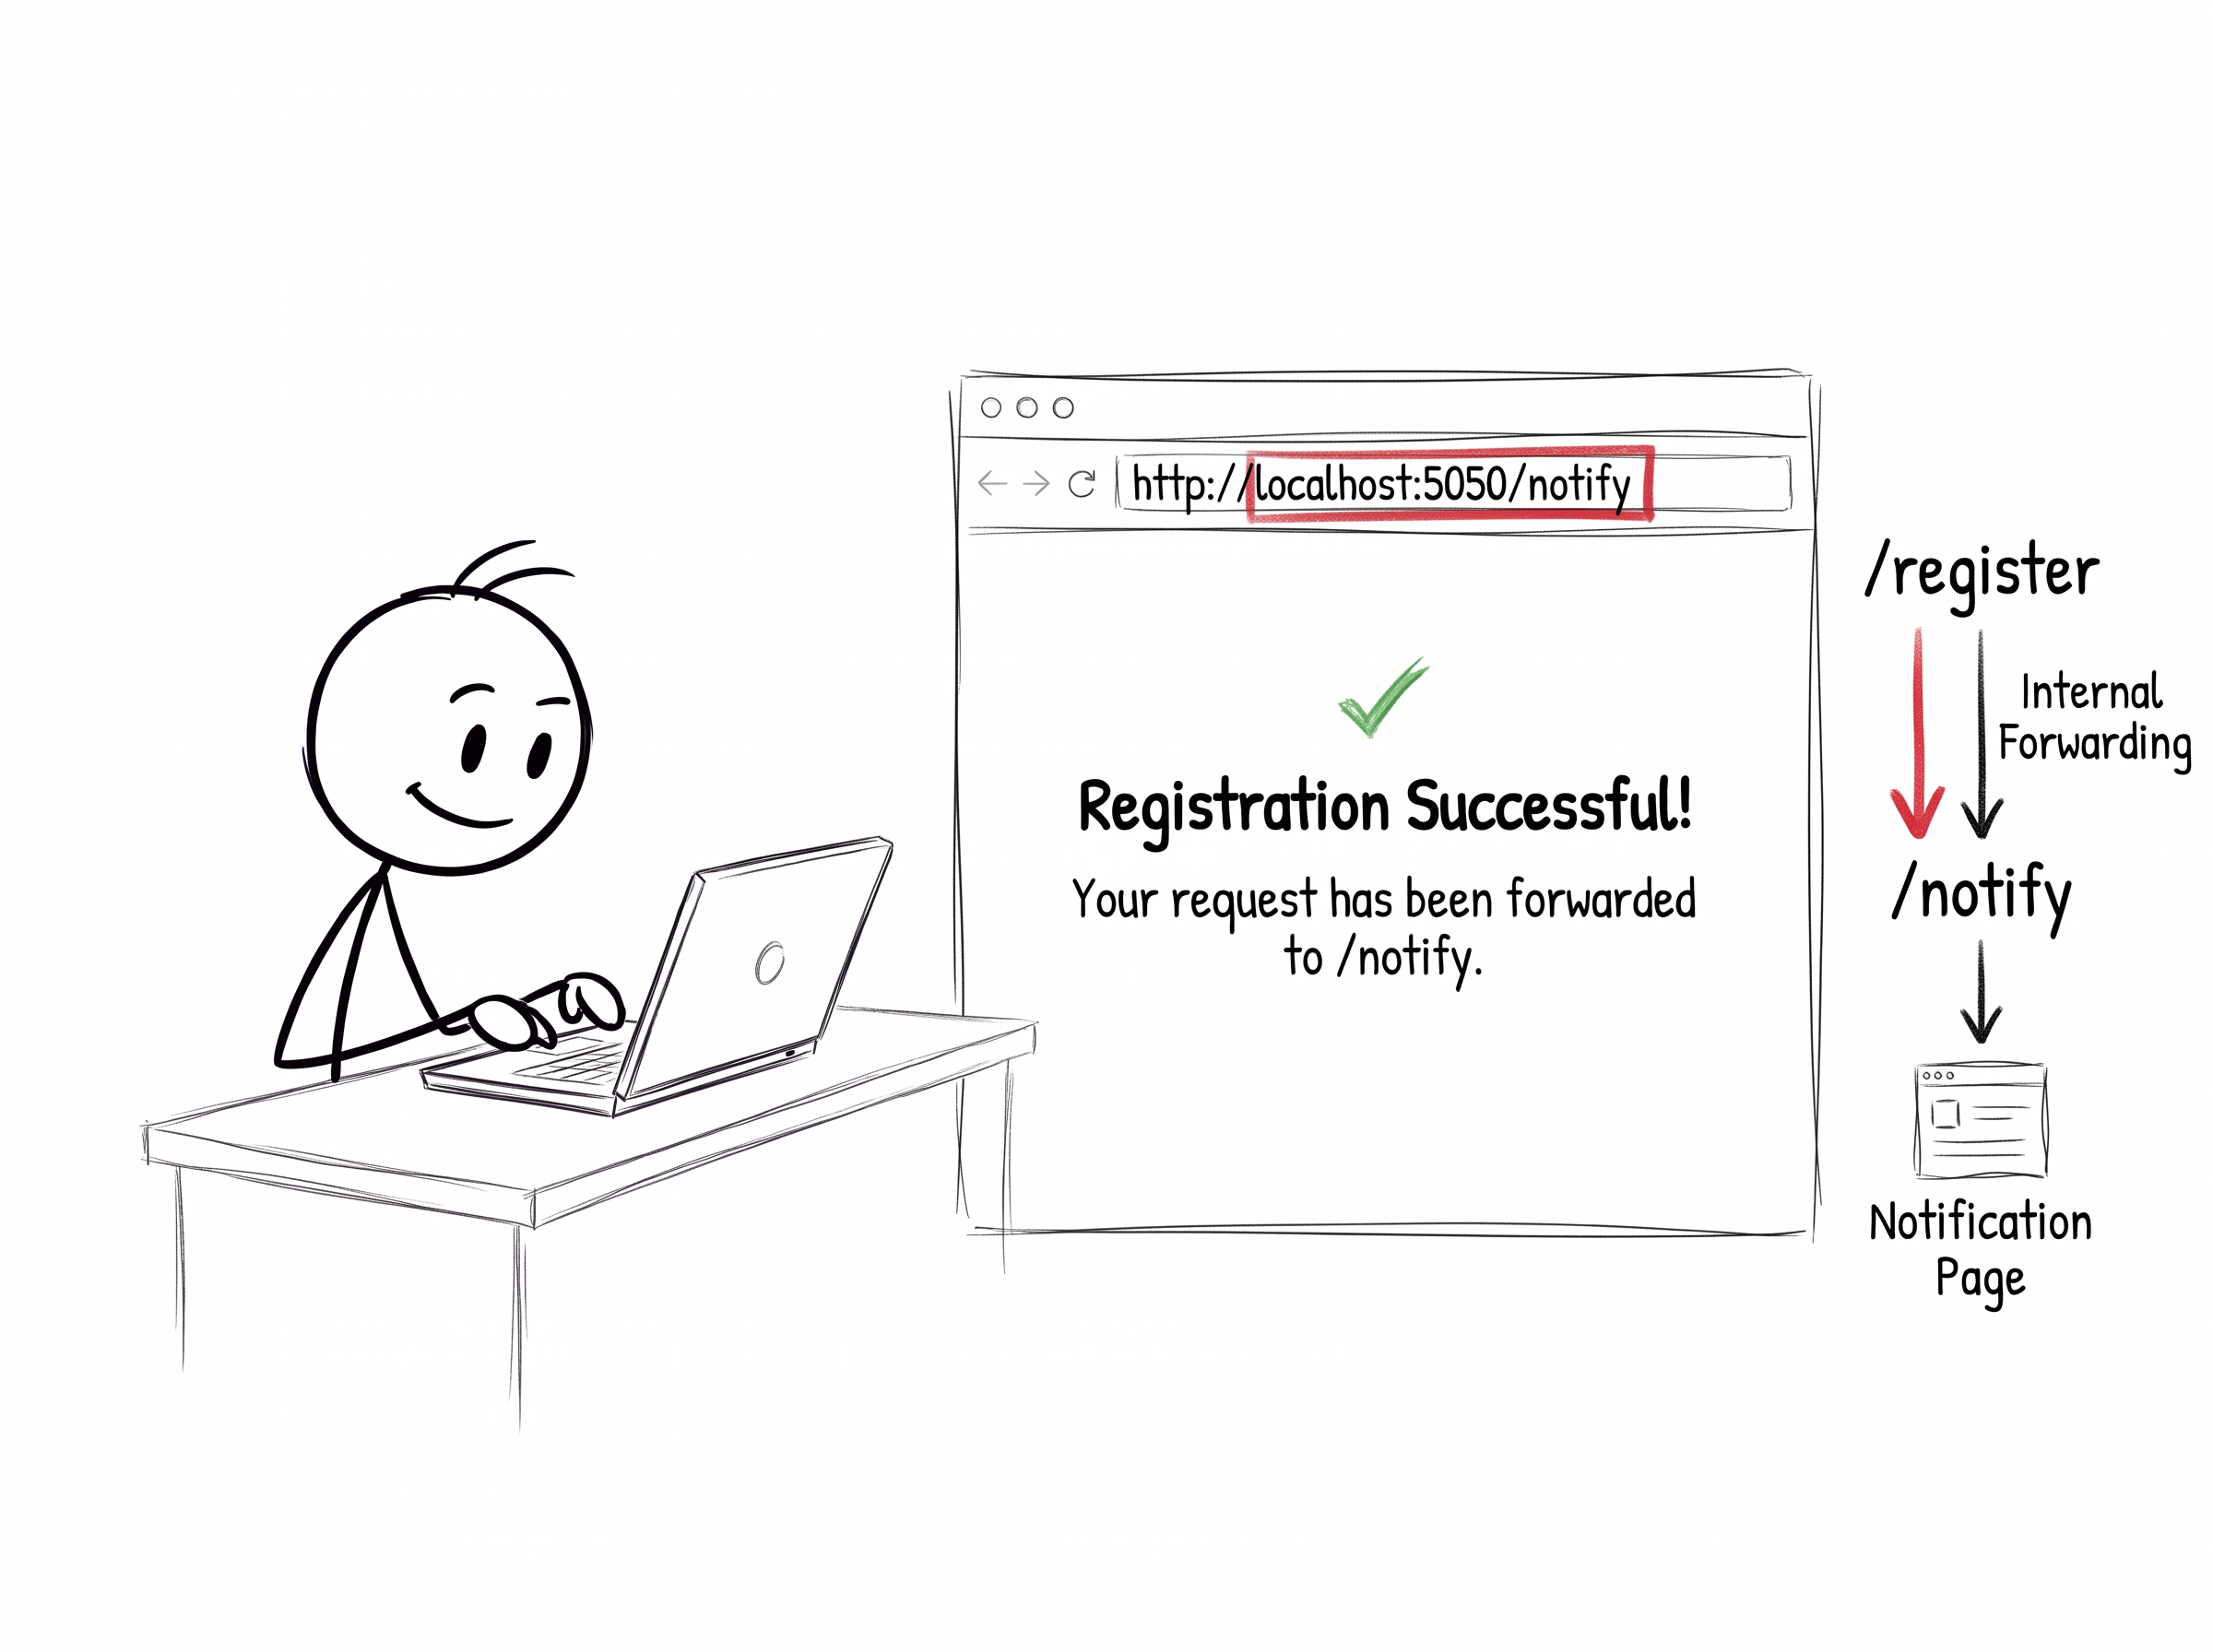 http://localhost:5050/notify
Registration Successful!
Your request has been forwarded
to /notify.
/register
Internal
Forwarding
/notify
Notification
Page